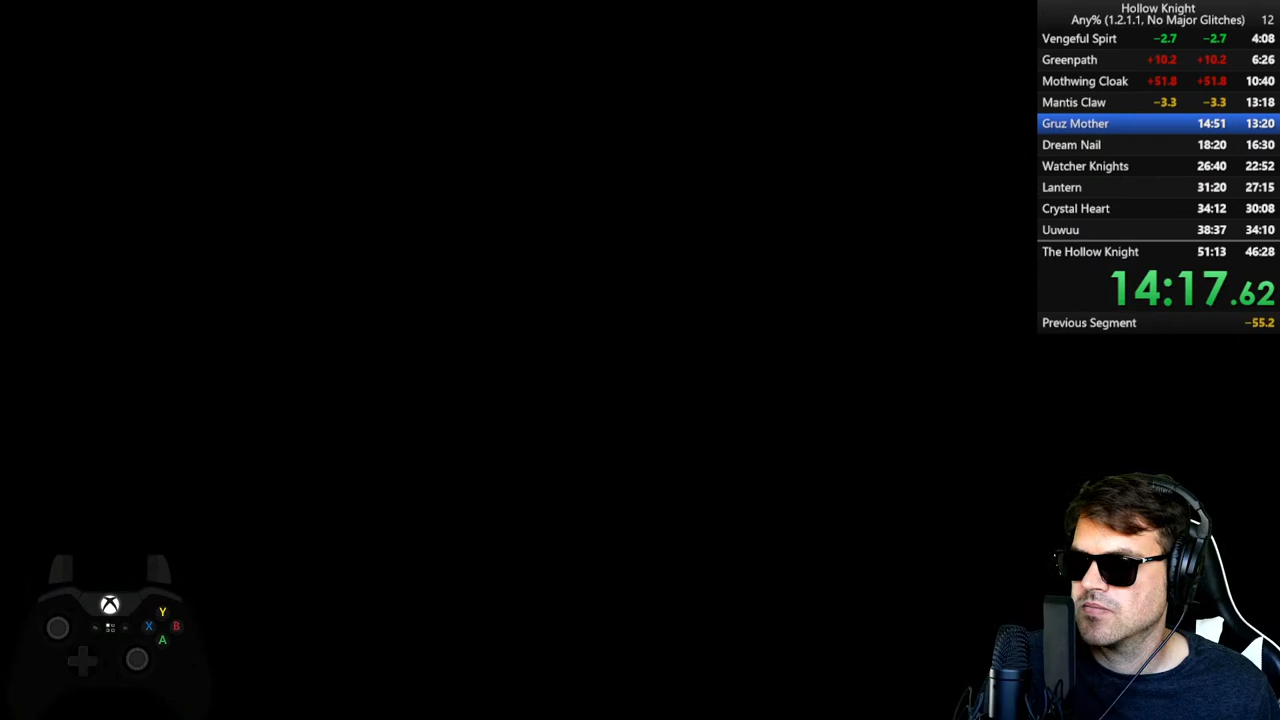 Hollow Knight
Any% (1.2.1.1, No Major Glitches) 12
Vengeful Spirt −2.7 −2.7 4:08
Greenpath +10.2 +10.2 6:26
Mothwing Cloak +51.8 +51.8 10:40
Mantis Claw −3.3 −3.3 13:18
Gruz Mother 14:51 13:20
Dream Nail 18:20 16:30
Watcher Knights 26:40 22:52
Lantern 31:20 27:15
Crystal Heart 34:12 30:08
Uuwuu 38:37 34:10
The Hollow Knight 51:13 46:28
14:17.62
Previous Segment −55.2
Y
X B
A